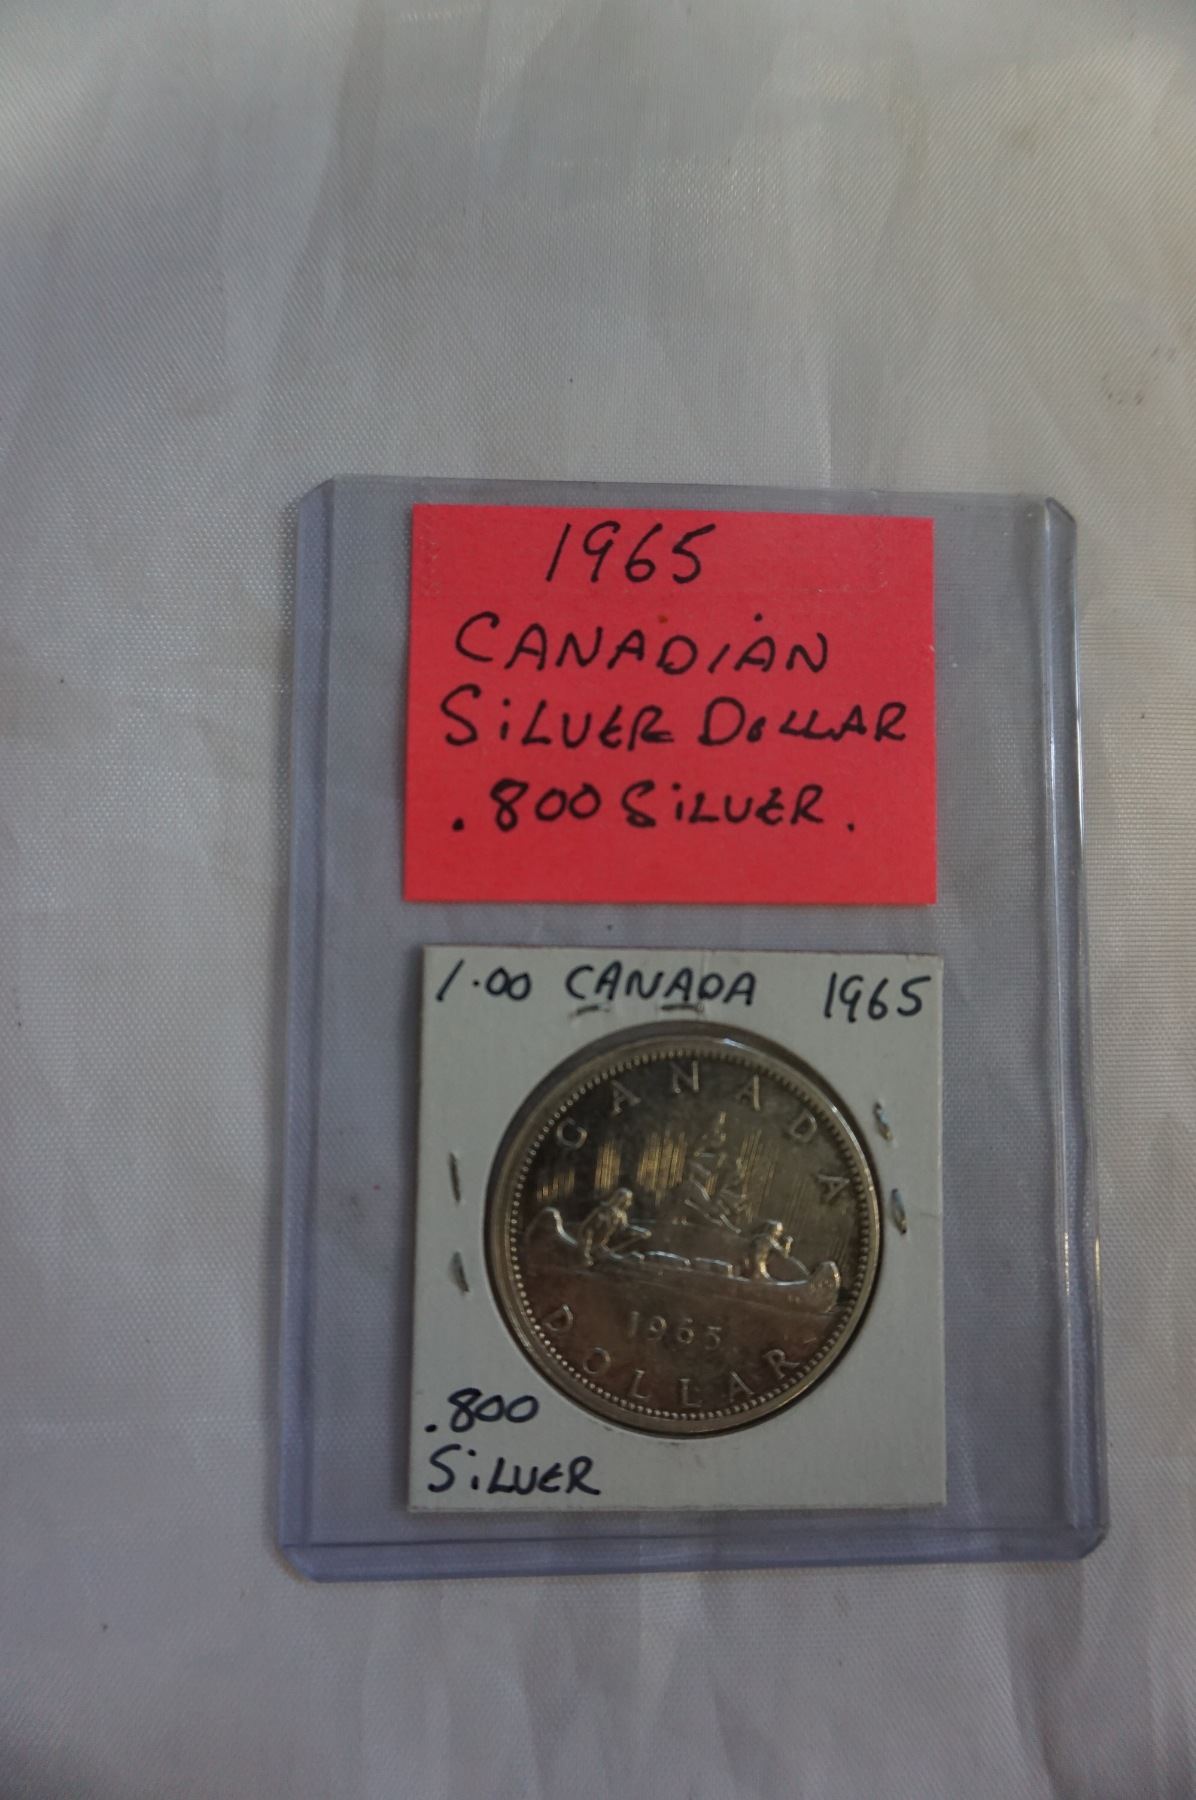 1965
CANADIAN
SILVER DOLLAR
.800 SILVER.
1.00 CANADA 1965
CANADA
1965
DOLLAR
.800
SILVER